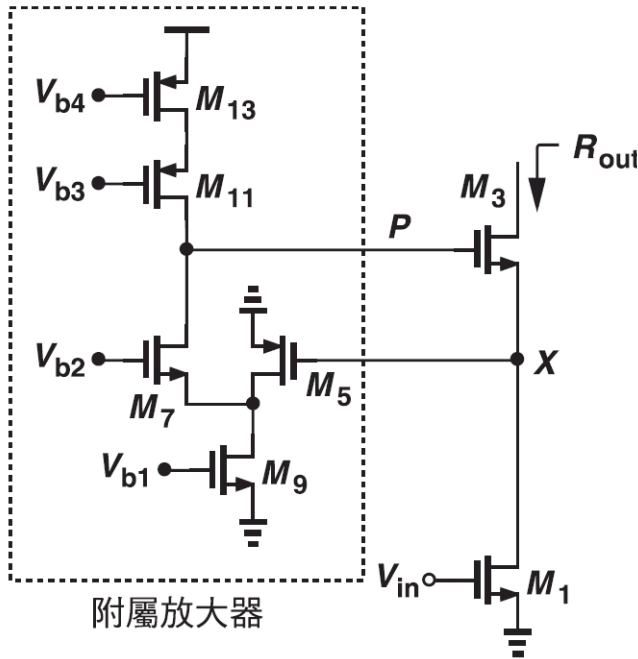 V_b4
M_13
V_b3
M_11
R_out
M_3
P
V_b2
M_7
M_5
X
V_b1
M_9
V_in
M_1
附屬放大器